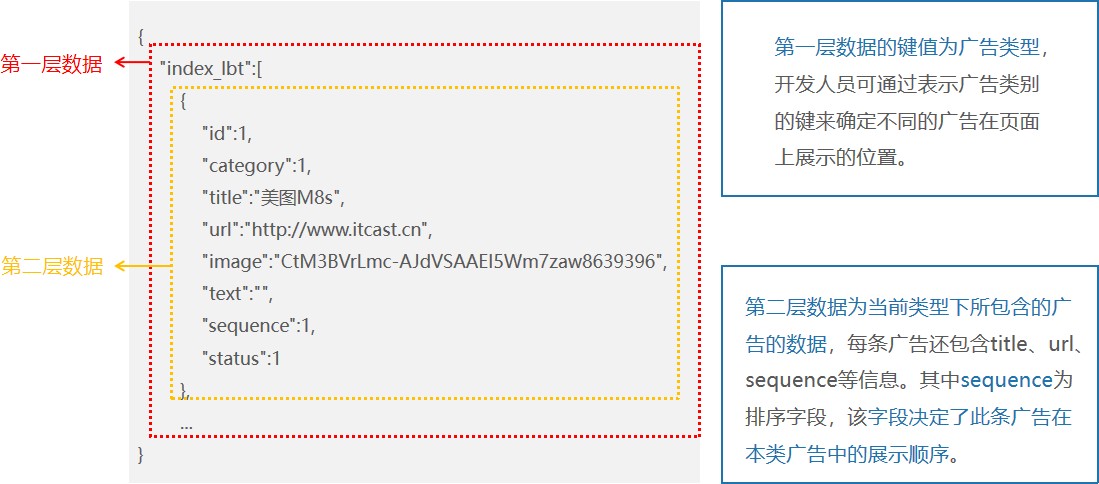 {
第一层数据
"index_lbt":[
{
"id":1,
"category":1,
"title":"美图M8s",
"url":"http://www.itcast.cn",
第二层数据
"image":"CtM3BVrLmc-AJdVSAAEI5Wm7zaw8639396",
"text":"",
"sequence":1,
"status":1
},
...
}
第一层数据的键值为广告类型，
开发人员可通过表示广告类别
的键来确定不同的广告在页面
上展示的位置。
第二层数据为当前类型下所包含的广
告的数据，每条广告还包含title、url、
sequence等信息。其中sequence为
排序字段，该字段决定了此条广告在
本类广告中的展示顺序。